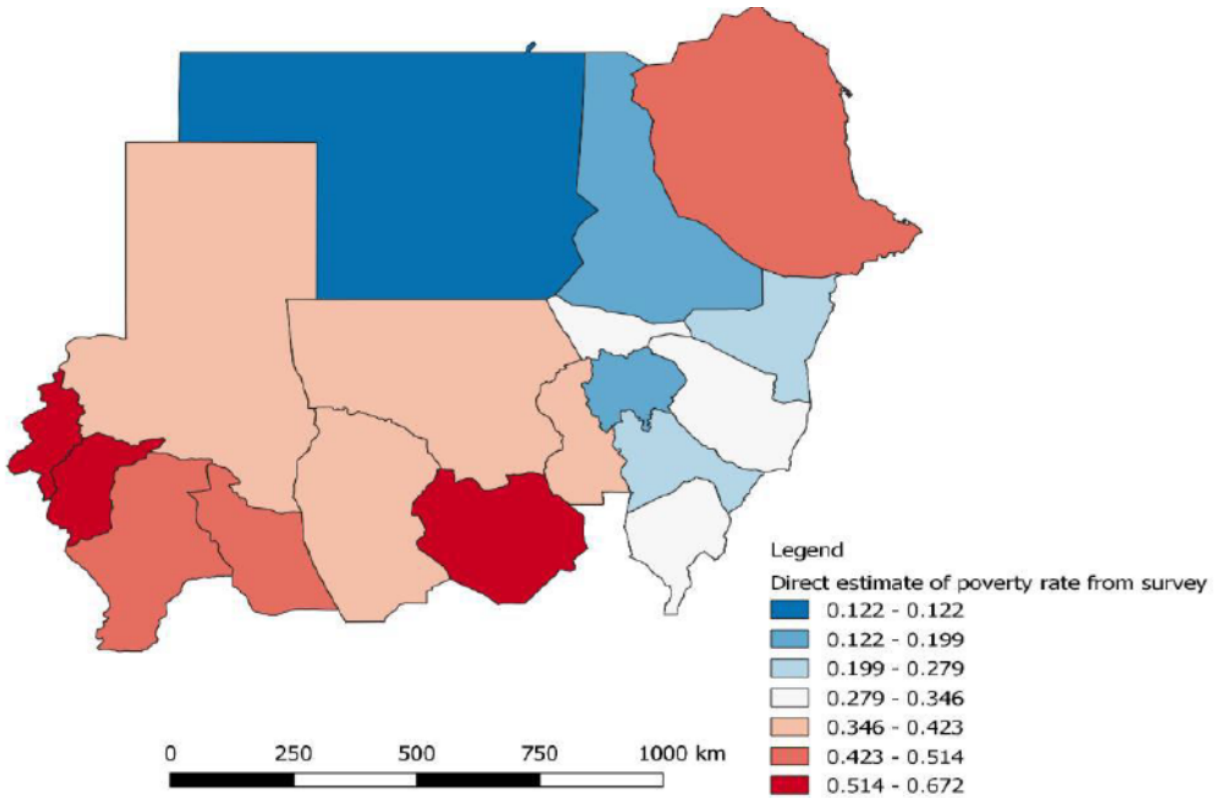 Legend
Direct estimate of poverty rate from survey
0.122 - 0.122
0.122 - 0.199
0.199 - 0.279
0.279 - 0.346
0.346 - 0.423
0.423 - 0.514
0.514 - 0.672
0 250 500 750 1000 km